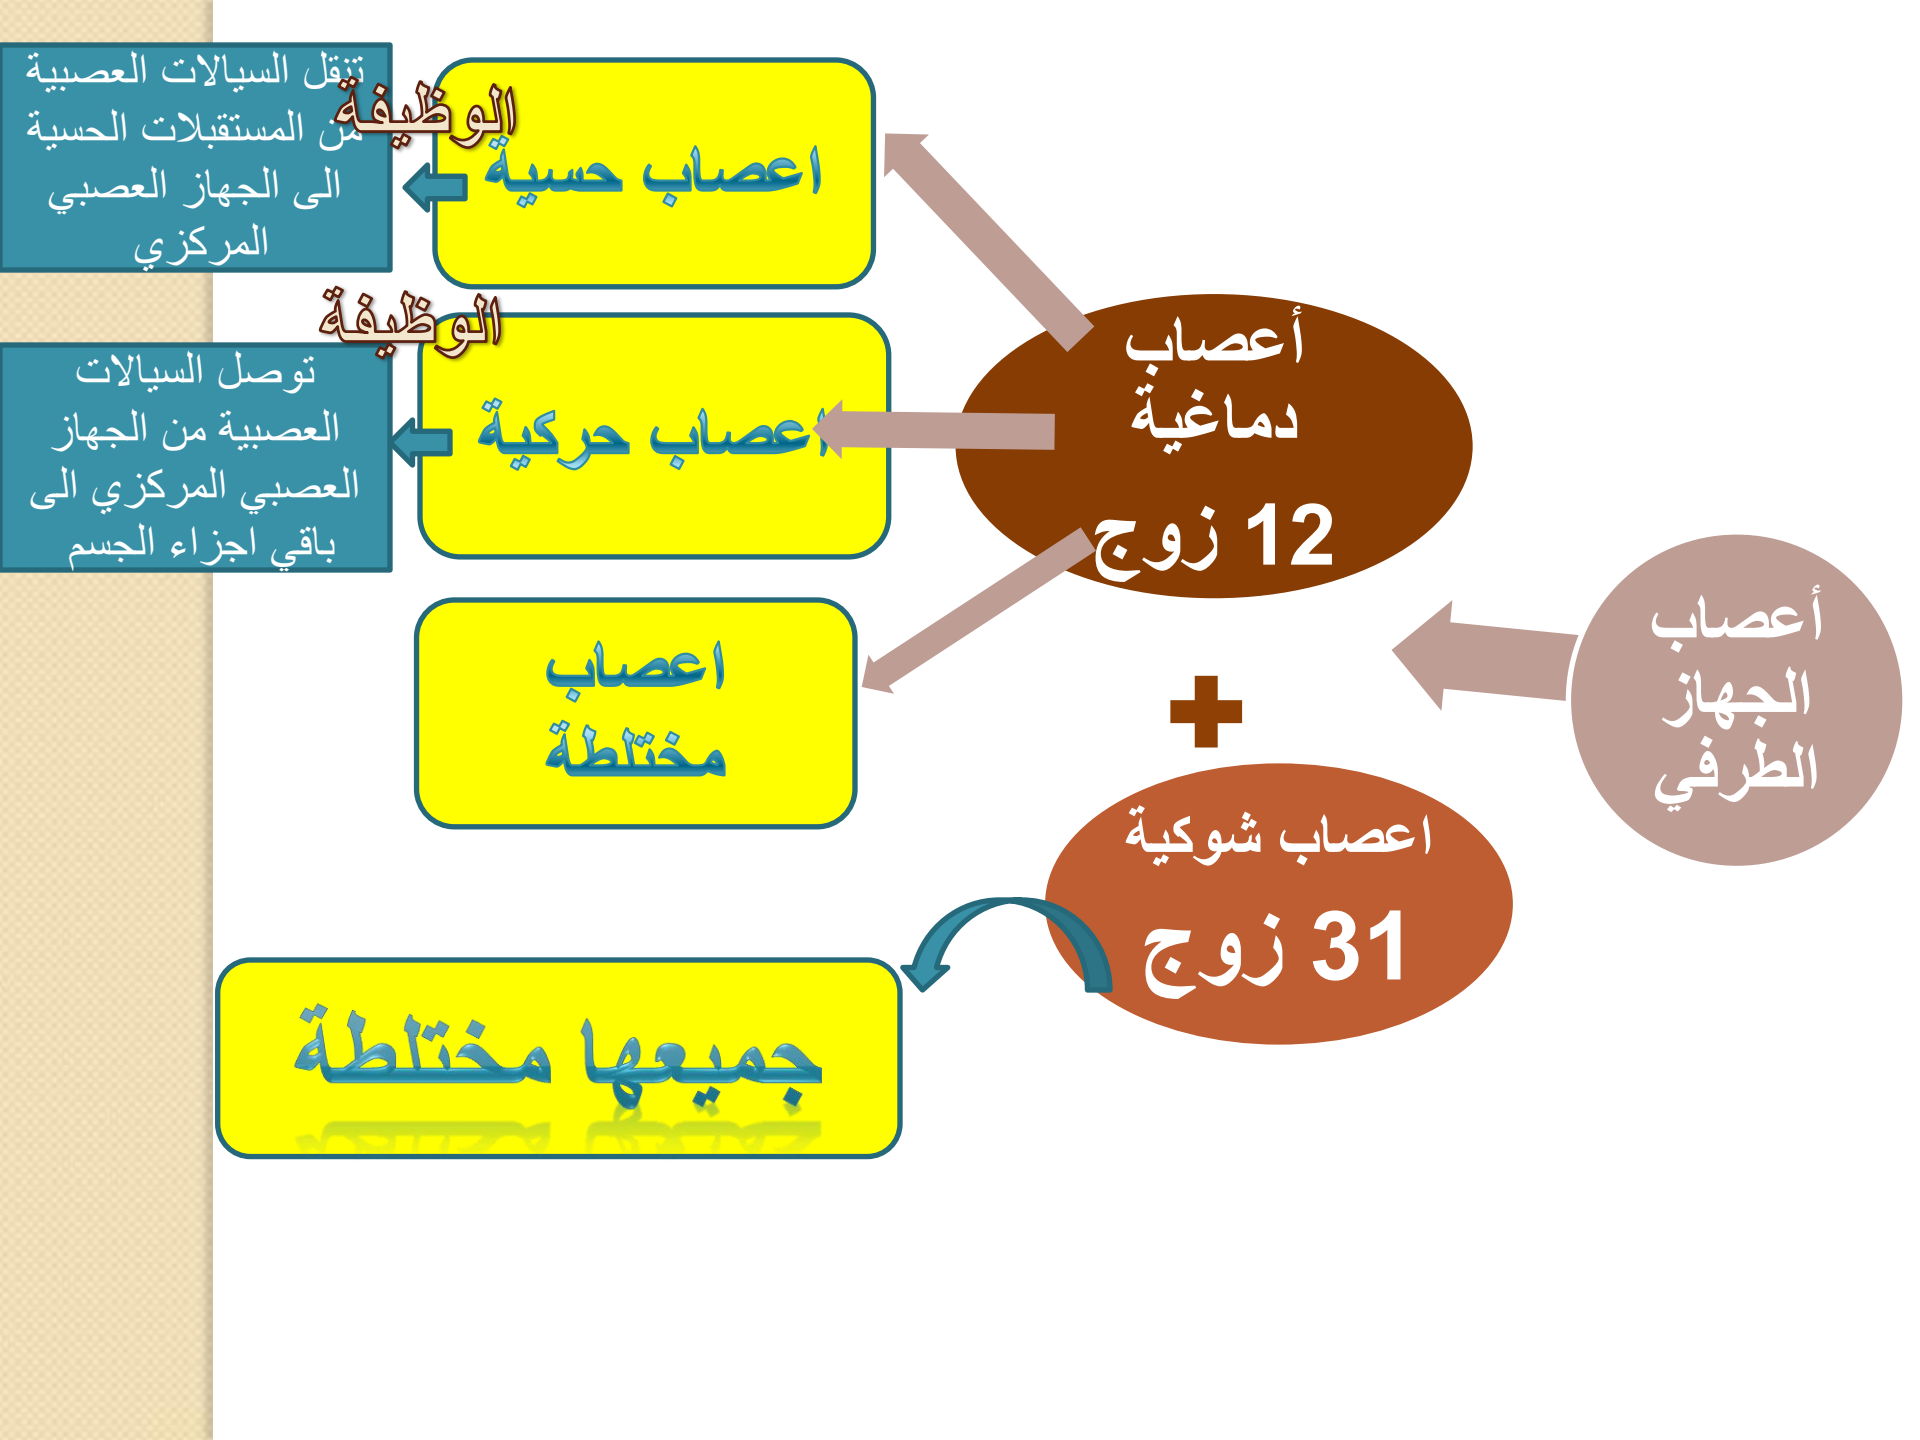 أعصاب
الجهاز
الطرفي
أعصاب
دماغية
12 زوج
اعصاب شوكية
31 زوج
اعصاب حسية
الوظيفة
تنقل السيالات العصبية
من المستقبلات الحسية
الى الجهاز العصبي
المركزي
اعصاب حركية
الوظيفة
توصل السيالات
العصبية من الجهاز
العصبي المركزي الى
باقي اجزاء الجسم
اعصاب
مختلطة
جميعها مختلطة